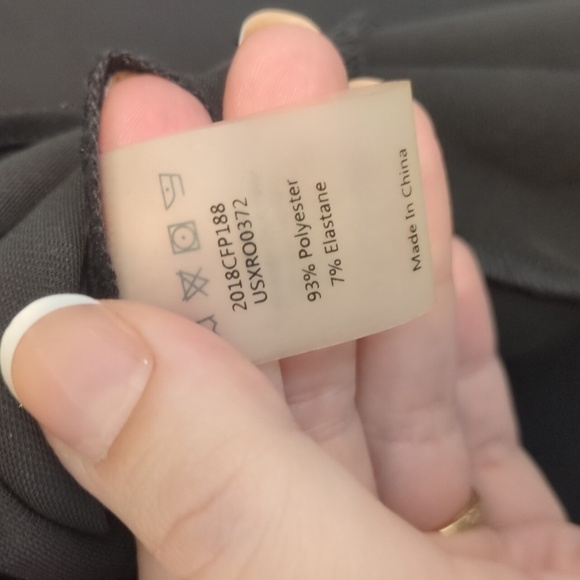 2018CFP188
USXRO0372
93% Polyester
7% Elastane
Made In China